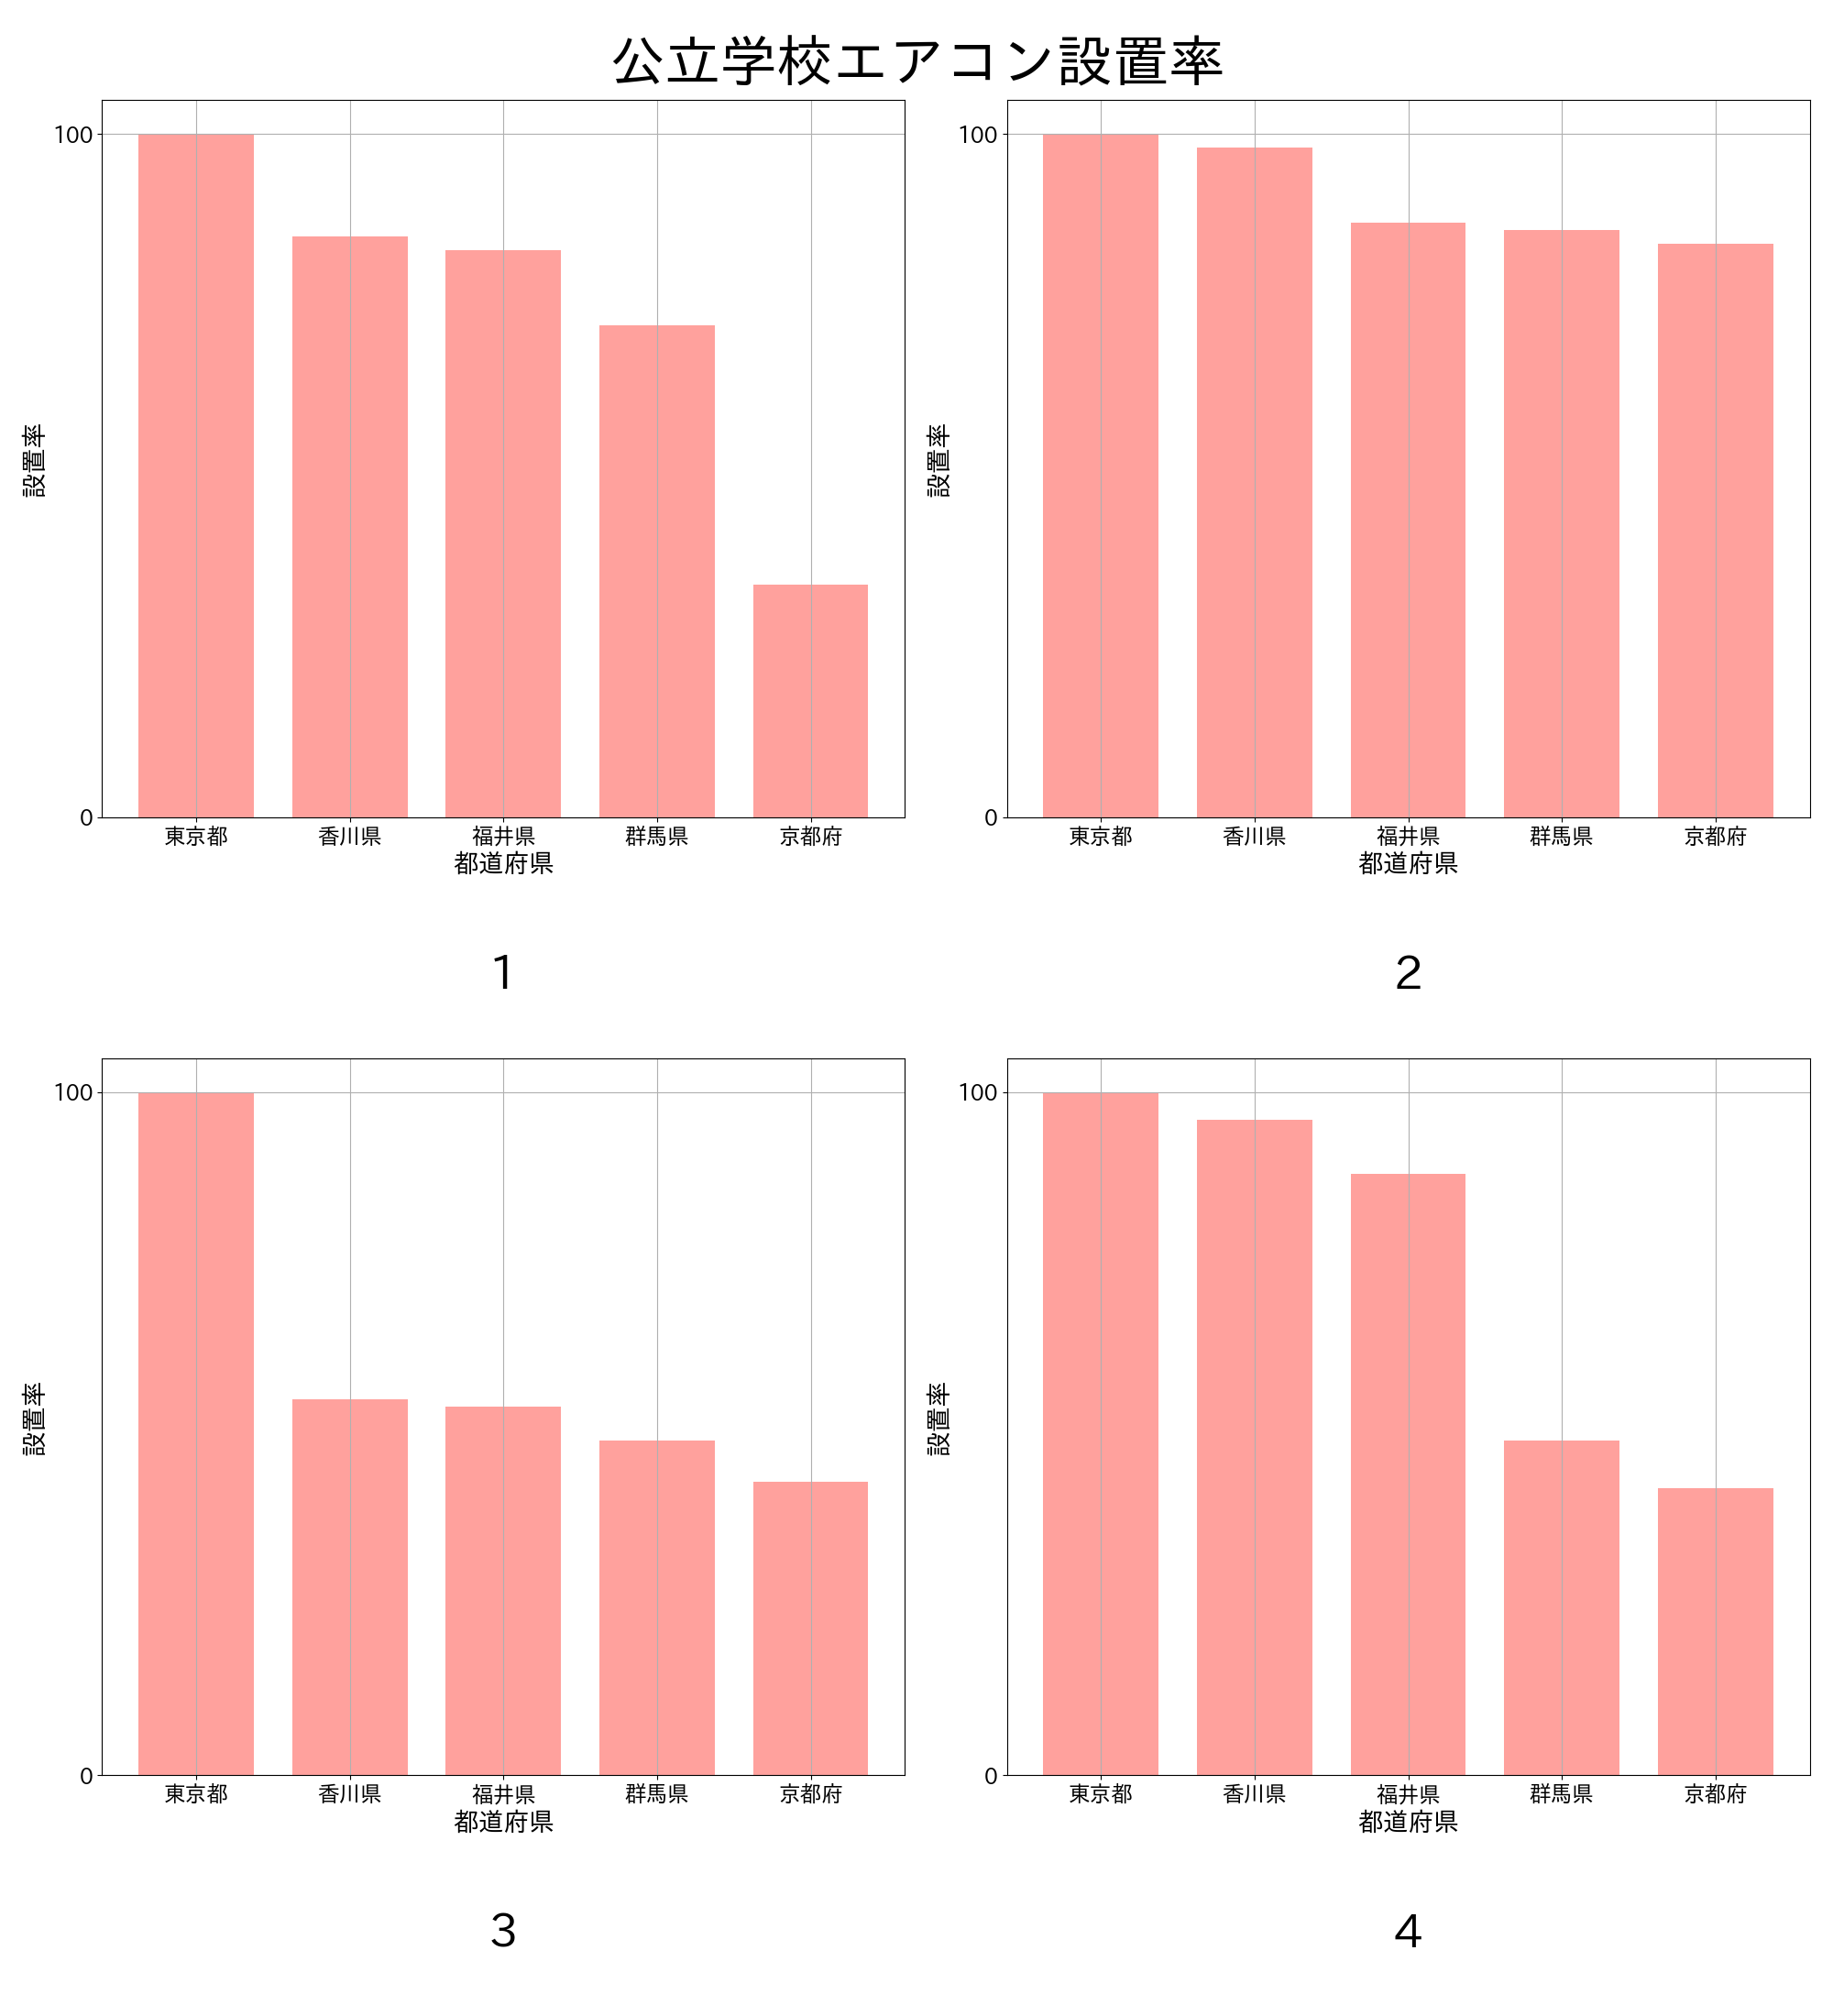 公立学校エアコン設置率
100
0
設置率
東京都 香川県 福井県 群馬県 京都府
都道府県
1
100
0
設置率
東京都 香川県 福井県 群馬県 京都府
都道府県
2
100
0
設置率
東京都 香川県 福井県 群馬県 京都府
都道府県
3
100
0
設置率
東京都 香川県 福井県 群馬県 京都府
都道府県
4